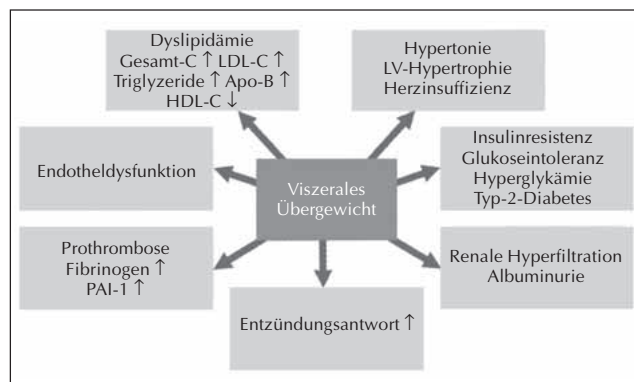 Dyslipidämie
Gesamt-C ↑ LDL-C ↑
Triglyzeride ↑ Apo-B ↑
HDL-C ↓
Hypertonie
LV-Hypertrophie
Herzinsuffizienz
Endotheldysfunktion
Viszerales
Übergewicht
Insulinresistenz
Glukoseintoleranz
Hyperglykämie
Typ-2-Diabetes
Prothrombose
Fibrinogen ↑
PAI-1 ↑
Renale Hyperfiltration
Albuminurie
Entzündungsantwort ↑